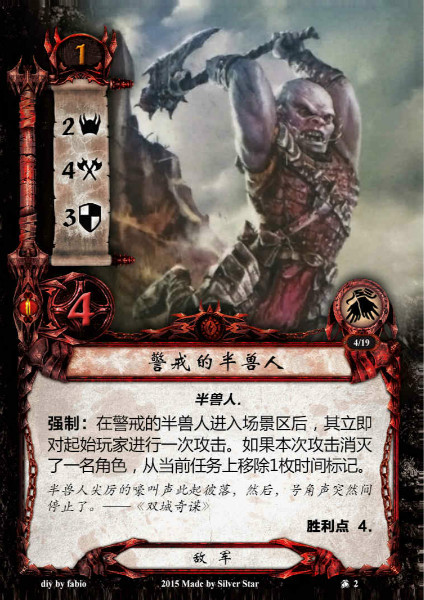 1
2
4
3
4
4/19
警戒的半兽人
半兽人.
强制：在警戒的半兽人进入场景区后，其立即
对起始玩家进行一次攻击。如果本次攻击消灭
了一名角色，从当前任务上移除1枚时间标记。
半兽人尖厉的嚎叫声此起彼落，然后，号角声突然间
停止了。——《双域奇谋》
胜利点 4.
敌 军
diy by fabio 2015 Made by Silver Star 2